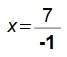 x = 7/-1